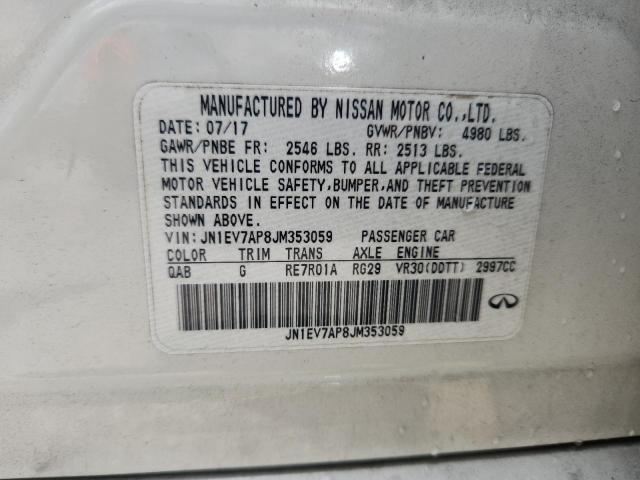 MANUFACTURED BY NISSAN MOTOR CO.,LTD.
DATE: 07/17 GVWR/PNBV: 4980 LBS.
GAWR/PNBE FR: 2546 LBS. RR: 2513 LBS.
THIS VEHICLE CONFORMS TO ALL APPLICABLE FEDERAL
MOTOR VEHICLE SAFETY,BUMPER,AND THEFT PREVENTION
STANDARDS IN EFFECT ON THE DATE OF MANUFACTURE
SHOWN ABOVE.
VIN:JN1EV7AP8JM353059 PASSENGER CAR
COLOR TRIM TRANS AXLE ENGINE
QAB G RE7R01A RG29 VR30(DDTT) 2997CC
JN1EV7AP8JM353059